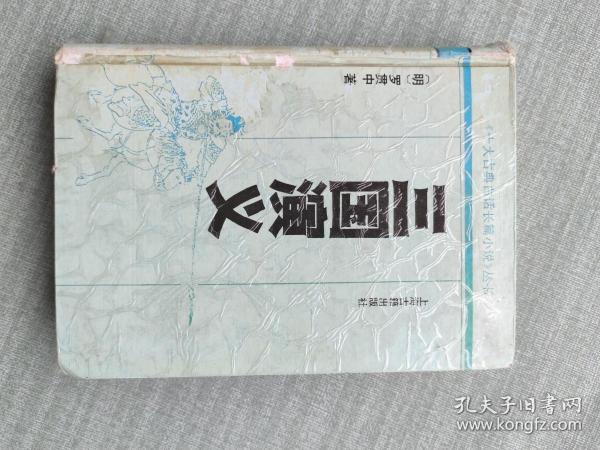 《十大古典白话长篇小说》丛书
三国演义
〔明〕罗贯中著
上海古籍出版社
孔夫子旧书网
www.kongfz.com